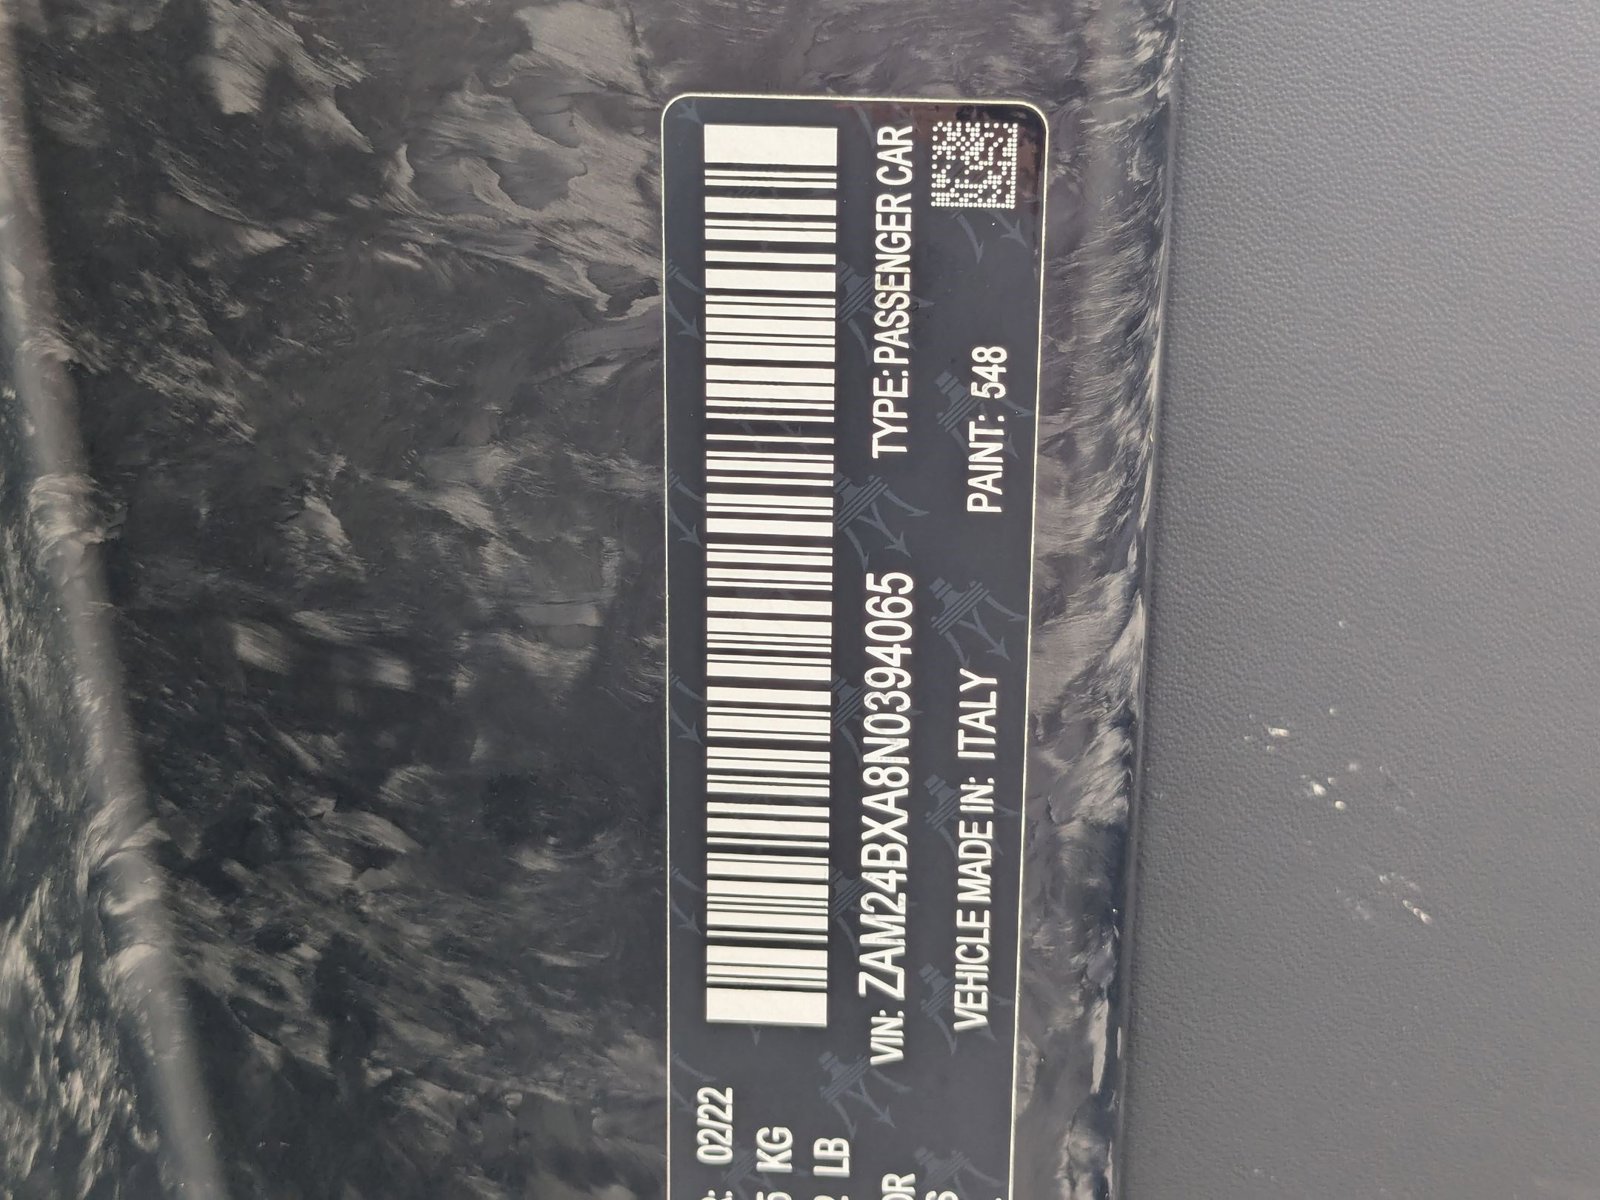 02/22
KG
LB
VIN: ZAM24BXA8N0394065 TYPE: PASSENGER CAR
VEHICLE MADE IN: ITALY PAINT: 548